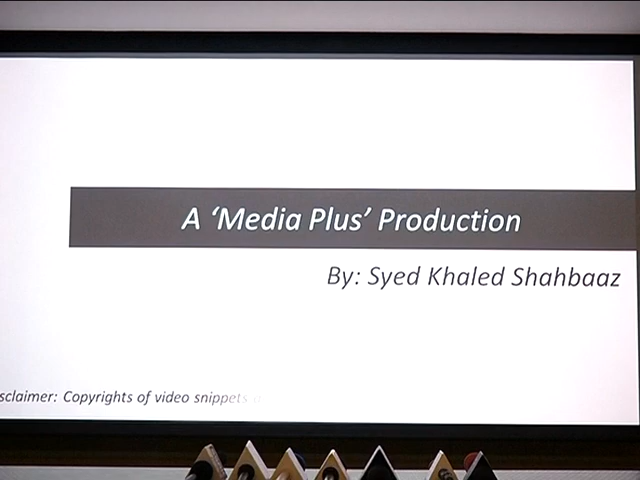 A ‘Media Plus’ Production
By: Syed Khaled Shahbaaz
sclaimer: Copyrights of video snippets